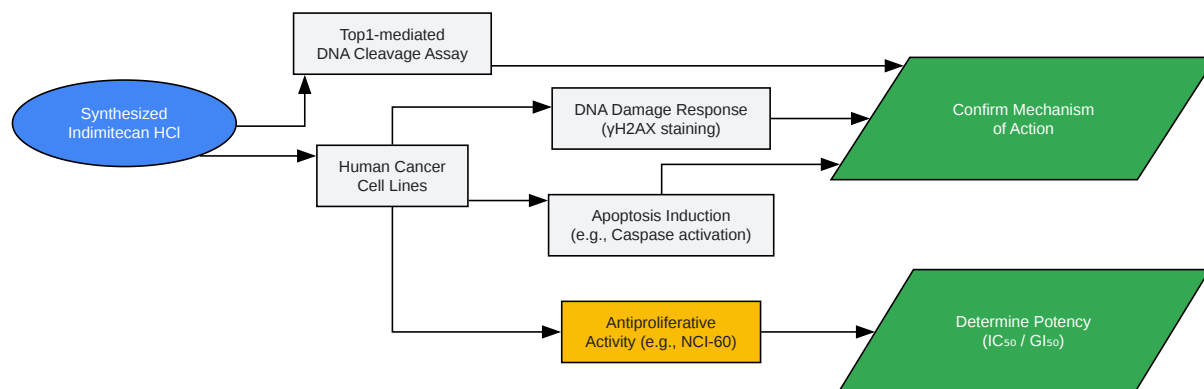 Top1-mediated
DNA Cleavage Assay
Synthesized
Indimitecan HCl
DNA Damage Response
(γH2AX staining)
Confirm Mechanism
of Action
Human Cancer
Cell Lines
Apoptosis Induction
(e.g., Caspase activation)
Antiproliferative
Activity (e.g., NCI-60)
Determine Potency
(IC₅₀ / GI₅₀)